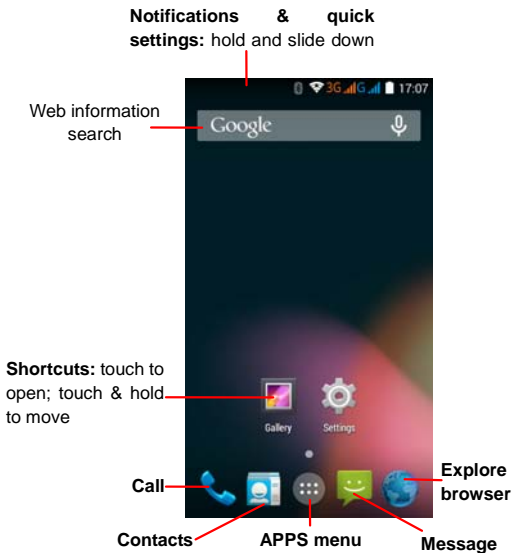 Notifications & quick
settings: hold and slide down
3G G 17:07
Web information
search
Google
Shortcuts: touch to
open; touch & hold
to move
Gallery Settings
Call
Explore
browser
Contacts APPS menu Message